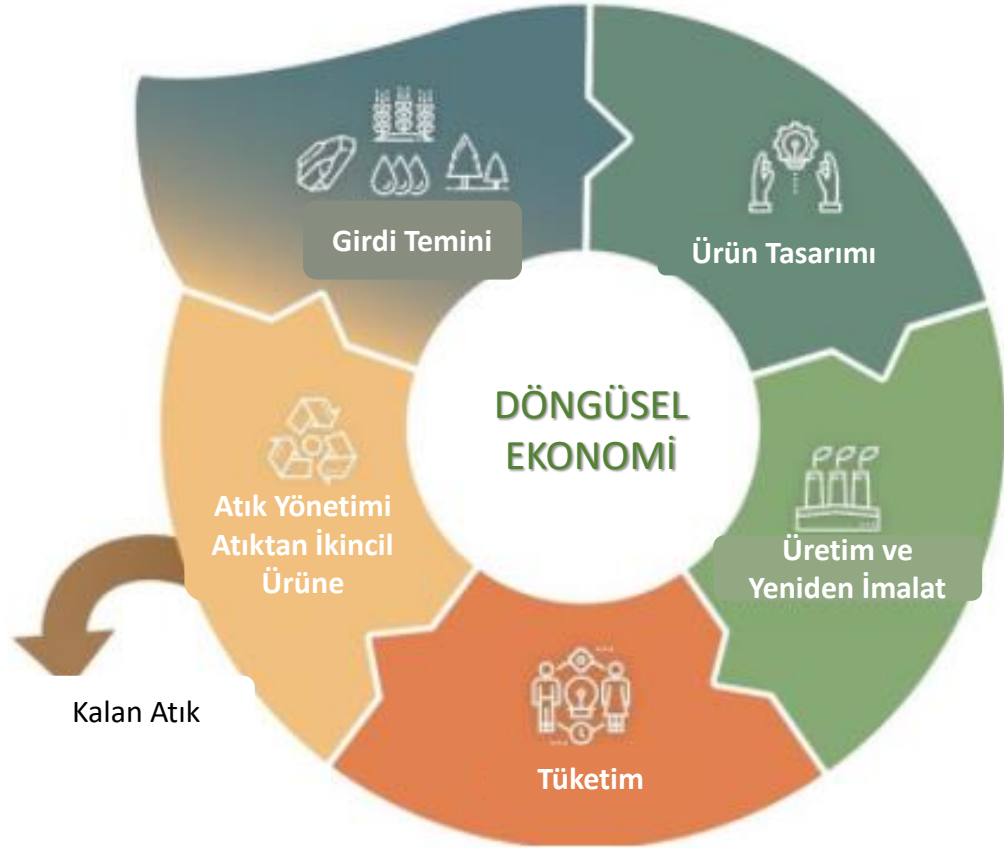 Girdi Temini
Ürün Tasarımı
DÖNGÜSEL
EKONOMİ
Atık Yönetimi
Atıktan İkincil
Ürüne
Üretim ve
Yeniden İmalat
Kalan Atık
Tüketim